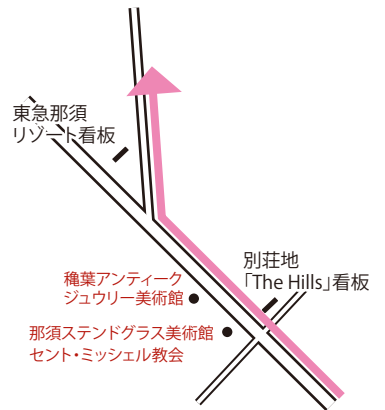 東急那須
リゾート看板
別荘地
「The Hills」看板
穐葉アンティーク
ジュウリー美術館
那須ステンドグラス美術館
セント・ミッシェル教会